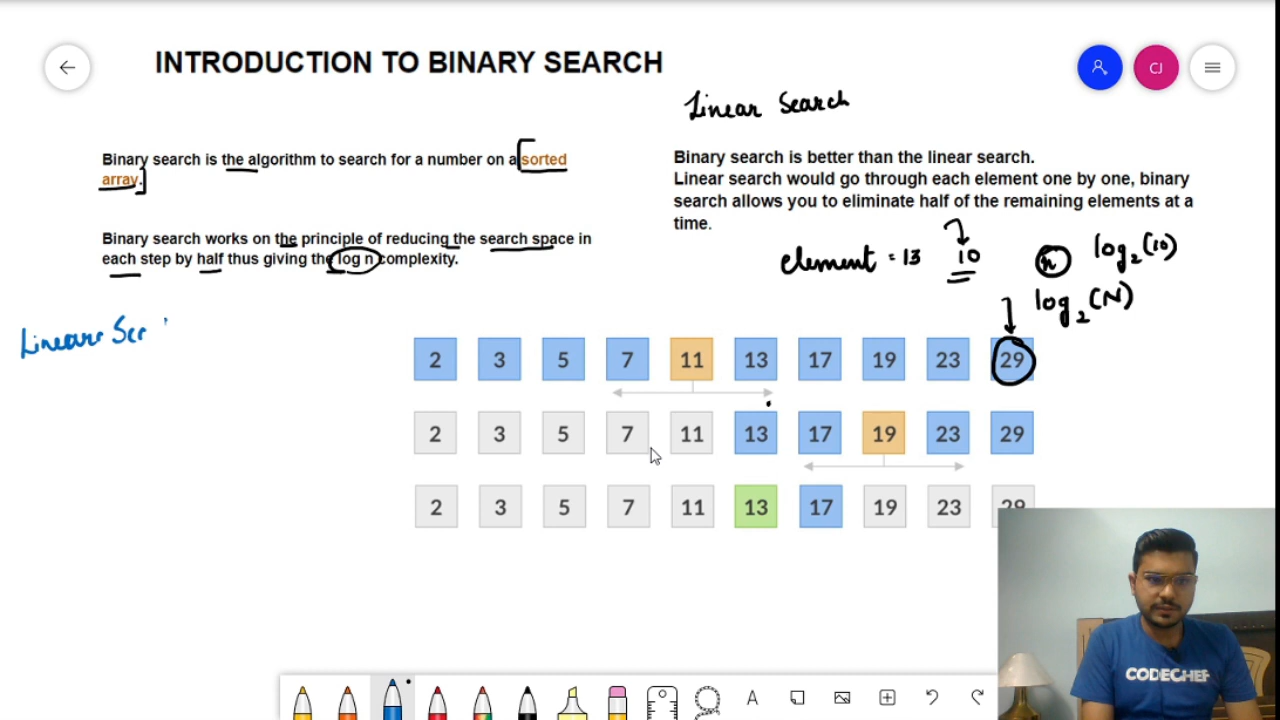 INTRODUCTION TO BINARY SEARCH
CJ
Linear Search
Binary search is the algorithm to search for a number on a sorted
array.
Binary search works on the principle of reducing the search space in
each step by half thus giving the log n complexity.
Binary search is better than the linear search.
Linear search would go through each element one by one, binary
search allows you to eliminate half of the remaining elements at a
time.
element = 13 10 n log2(10)
log2(N)
Linear Sear
2 3 5 7 11 13 17 19 23 29
2 3 5 7 11 13 17 19 23 29
2 3 5 7 11 13 17 19 23 29
CODECHEF
A